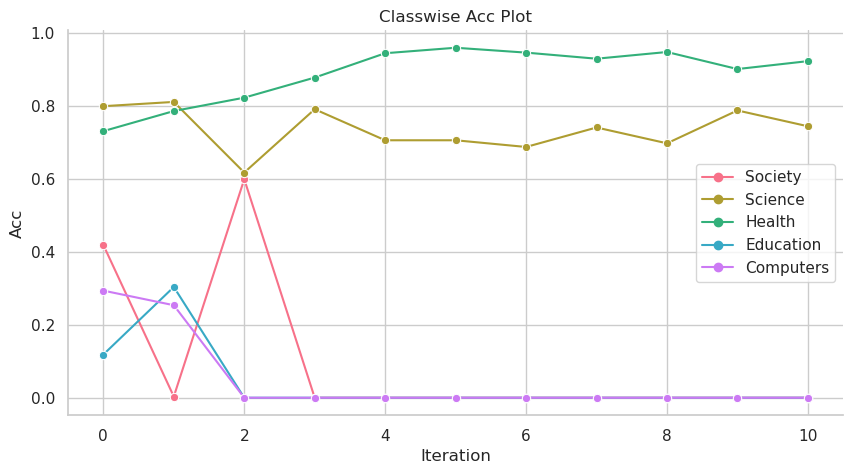 Classwise Acc Plot
1.0
0.8
0.6
0.4
0.2
0.0
Acc
0 2 4 6 8 10
Iteration
Society
Science
Health
Education
Computers